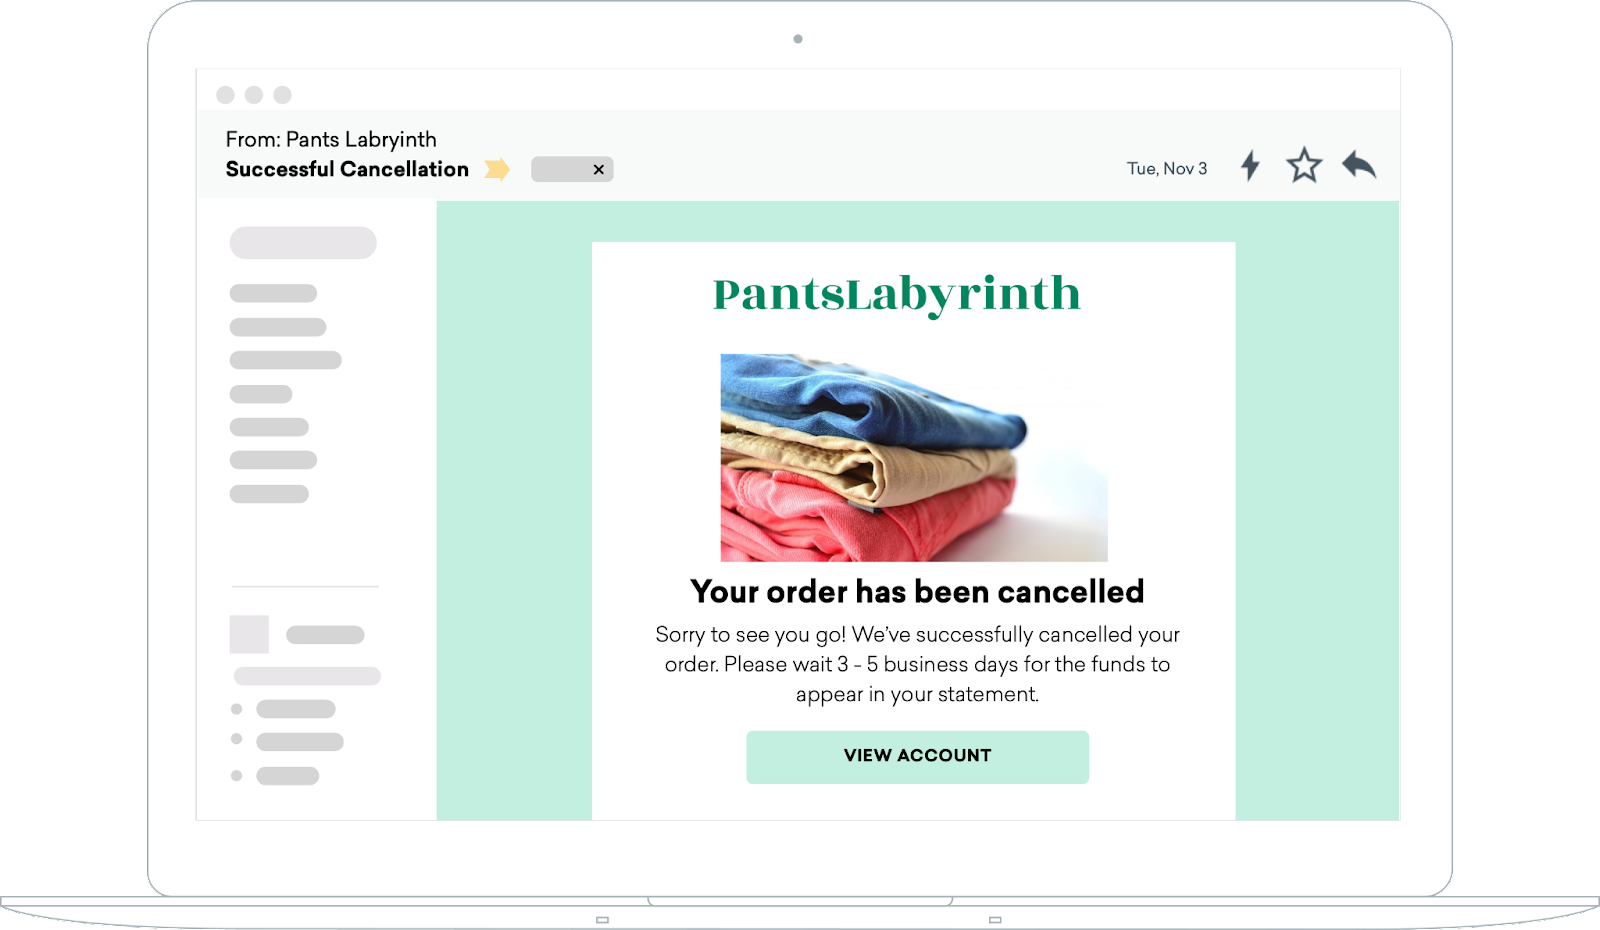 From: Pants Labryinth
Successful Cancellation
Tue, Nov 3
PantsLabyrinth
Your order has been cancelled
Sorry to see you go! We’ve successfully cancelled your
order. Please wait 3 - 5 business days for the funds to
appear in your statement.
VIEW ACCOUNT